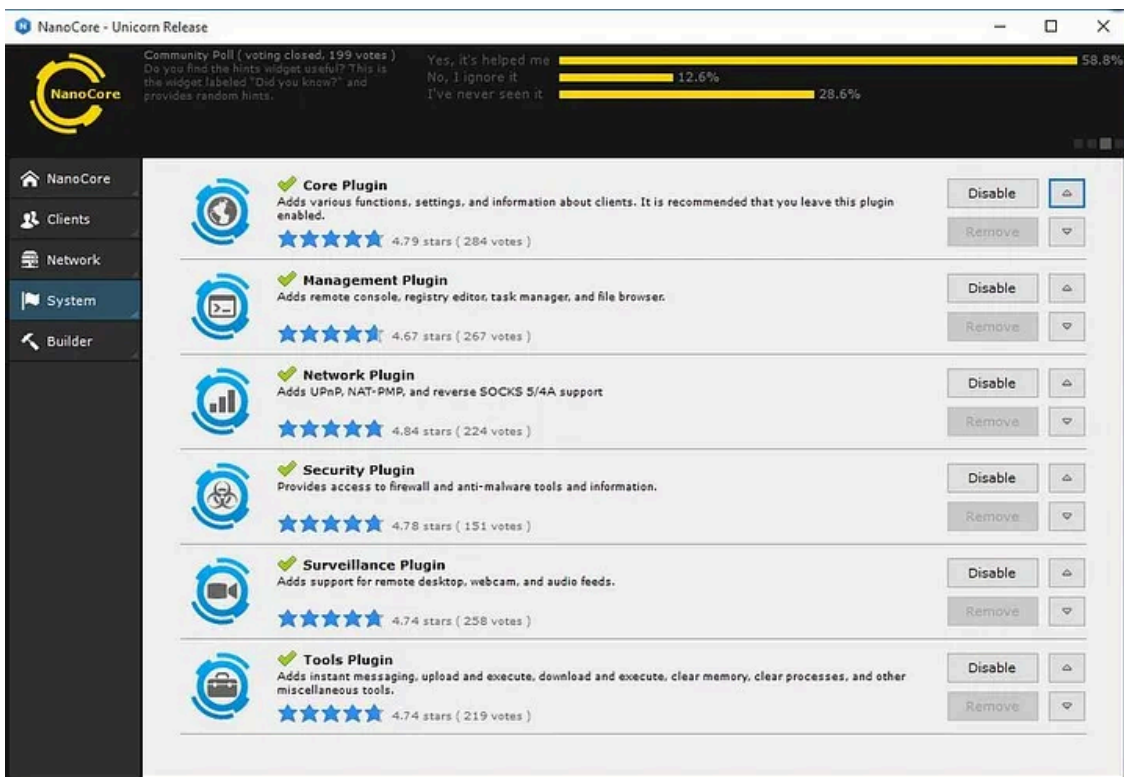 NanoCore - Unicorn Release
NanoCore
Community Poll ( voting closed, 199 votes )
Do you find the hints widget useful? This is
the widget labeled "Did you know?" and
provides random hints.
Yes, it's helped me 58.8%
No, I ignore it 12.6%
I've never seen it 28.6%
NanoCore
Clients
Network
System
Builder
Core Plugin
Adds various functions, settings, and information about clients. It is recommended that you leave this plugin
enabled.
4.79 stars ( 284 votes )
Disable
Remove
Management Plugin
Adds remote console, registry editor, task manager, and file browser.
4.67 stars ( 267 votes )
Disable
Remove
Network Plugin
Adds UPnP, NAT-PMP, and reverse SOCKS 5/4A support
4.84 stars ( 224 votes )
Disable
Remove
Security Plugin
Provides access to firewall and anti-malware tools and information.
4.78 stars ( 151 votes )
Disable
Remove
Surveillance Plugin
Adds support for remote desktop, webcam, and audio feeds.
4.74 stars ( 258 votes )
Disable
Remove
Tools Plugin
Adds instant messaging, upload and execute, download and execute, clear memory, clear processes, and other
miscellaneous tools.
4.74 stars ( 219 votes )
Disable
Remove